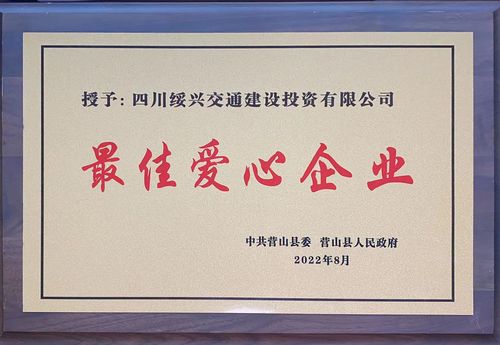 授予：四川绥兴交通建设投资有限公司
最佳爱心企业
中共营山县委 营山县人民政府
2022年8月